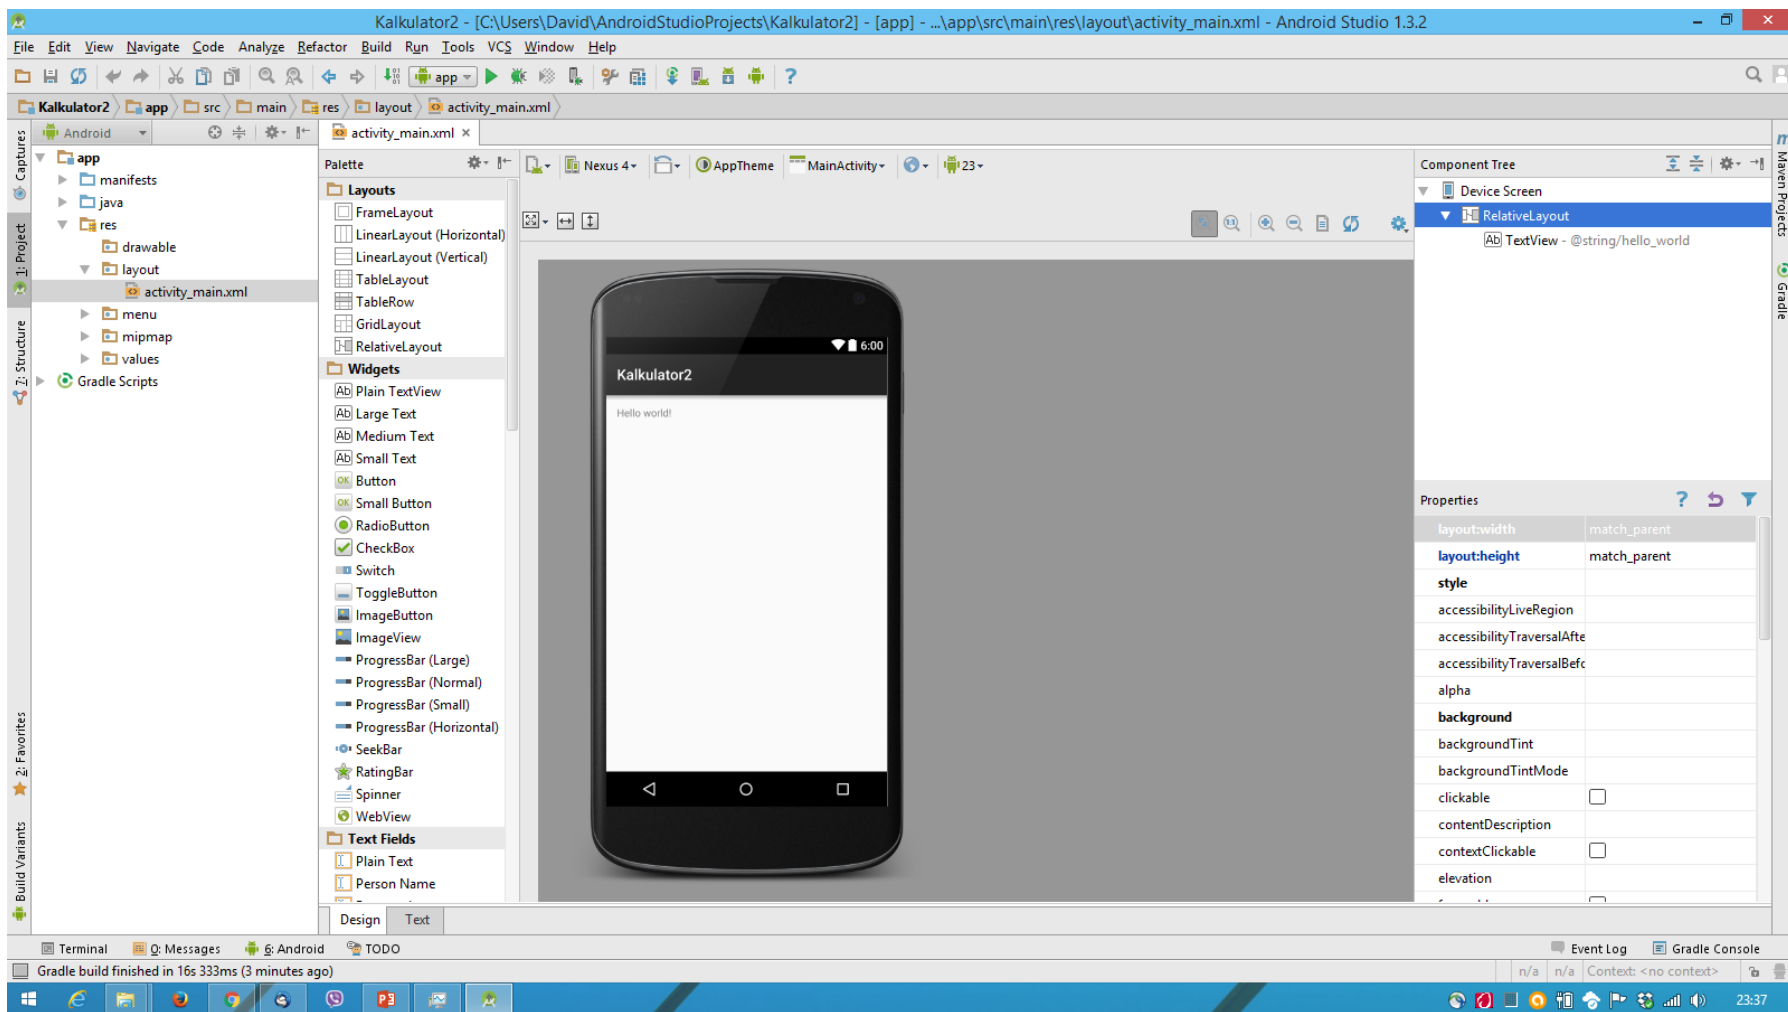 Kalkulator2 - [C:\Users\David\AndroidStudioProjects\Kalkulator2] - [app] - ...\app\src\main\res\layout\activity_main.xml - Android Studio 1.3.2
File Edit View Navigate Code Analyze Refactor Build Run Tools VCS Window Help
app
Kalkulator2 app src main res layout activity_main.xml
Captures
1: Project
7: Structure
2: Favorites
Build Variants
Android
app
manifests
java
res
drawable
layout
activity_main.xml
menu
mipmap
values
Gradle Scripts
activity_main.xml
Palette
Layouts
FrameLayout
LinearLayout (Horizontal)
LinearLayout (Vertical)
TableLayout
TableRow
GridLayout
RelativeLayout
Widgets
Ab Plain TextView
Ab Large Text
Ab Medium Text
Ab Small Text
OK Button
OK Small Button
RadioButton
CheckBox
Switch
ToggleButton
ImageButton
ImageView
ProgressBar (Large)
ProgressBar (Normal)
ProgressBar (Small)
ProgressBar (Horizontal)
SeekBar
RatingBar
Spinner
WebView
Text Fields
Plain Text
Person Name
Nexus 4 AppTheme MainActivity 23
6:00
Kalkulator2
Hello world!
Component Tree
Device Screen
RelativeLayout
Ab TextView - @string/hello_world
Properties
layout:width match_parent
layout:height match_parent
style
accessibilityLiveRegion
accessibilityTraversalAfte
accessibilityTraversalBefo
alpha
background
backgroundTint
backgroundTintMode
clickable
contentDescription
contextClickable
elevation
Maven Projects
Gradle
Design Text
Terminal 0: Messages 6: Android TODO Event Log Gradle Console
Gradle build finished in 16s 333ms (3 minutes ago) n/a n/a Context: <no context>
23:37